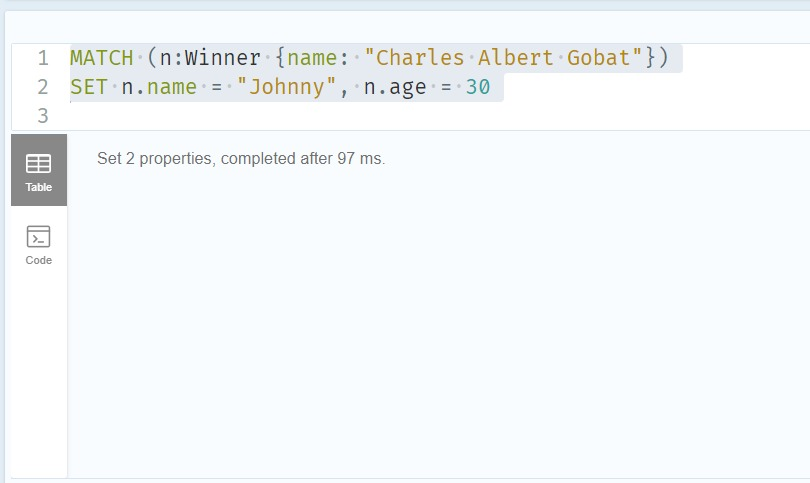 1 MATCH (n:Winner {name: "Charles Albert Gobat"})
2 SET n.name = "Johnny", n.age = 30
3
Set 2 properties, completed after 97 ms.
Table
Code